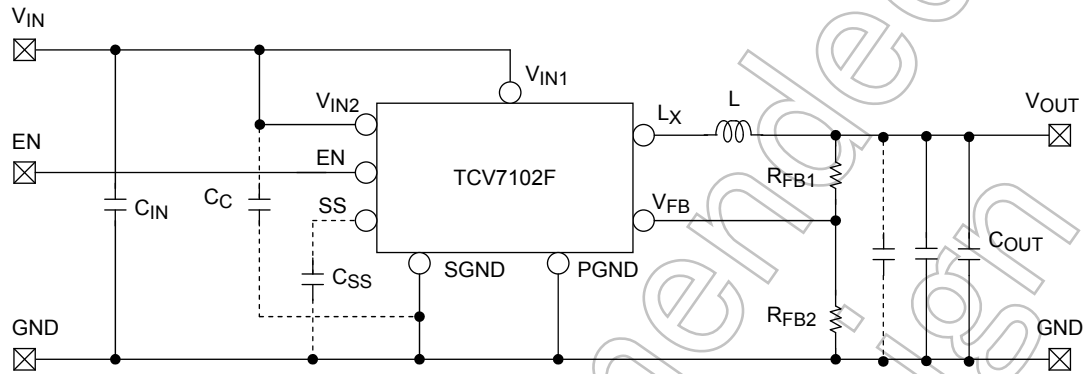 VIN
VIN1
L
VOUT
VIN2
LX
EN
EN
TCV7102F
RFB1
CIN
CC
SS
VFB
COUT
CSS
SGND
PGND
RFB2
GND
GND